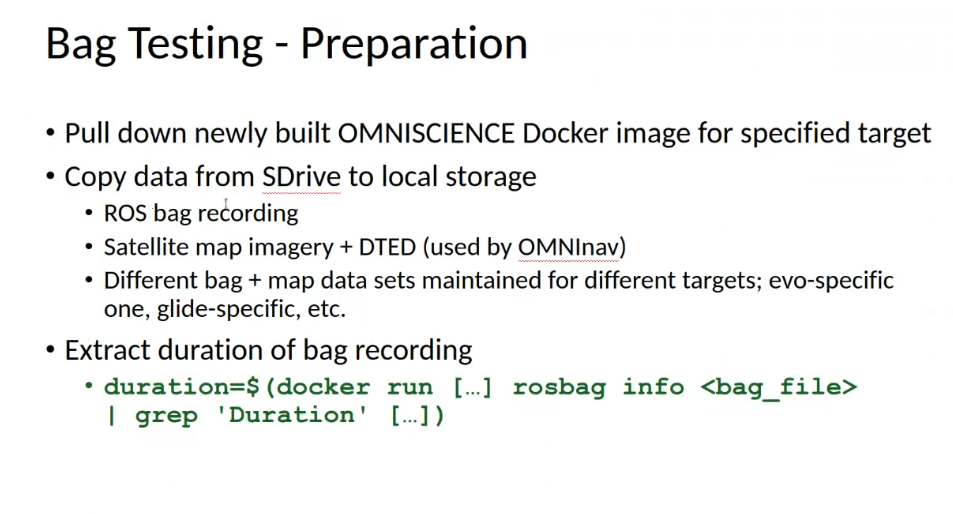 Bag Testing - Preparation
• Pull down newly built OMNISCIENCE Docker image for specified target
• Copy data from SDrive to local storage
• ROS bag recording
• Satellite map imagery + DTED (used by OMNInav)
• Different bag + map data sets maintained for different targets; evo-specific
one, glide-specific, etc.
• Extract duration of bag recording
• duration=$(docker run […] rosbag info <bag_file>
| grep 'Duration' […])